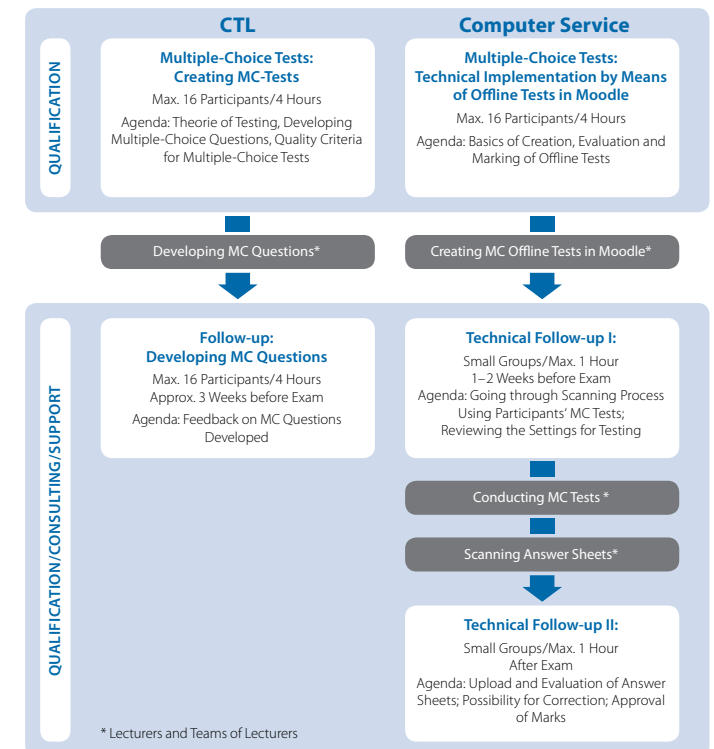 CTL
Computer Service
QUALIFICATION
Multiple-Choice Tests:
Creating MC-Tests
Max. 16 Participants/4 Hours
Agenda: Theorie of Testing, Developing
Multiple-Choice Questions, Quality Criteria
for Multiple-Choice Tests
Multiple-Choice Tests:
Technical Implementation by Means
of Offline Tests in Moodle
Max. 16 Participants/4 Hours
Agenda: Basics of Creation, Evaluation and
Marking of Offline Tests
Developing MC Questions*
Creating MC Offline Tests in Moodle*
QUALIFICATION/CONSULTING/SUPPORT
Follow-up:
Developing MC Questions
Max. 16 Participants/4 Hours
Approx. 3 Weeks before Exam
Agenda: Feedback on MC Questions
Developed
Technical Follow-up I:
Small Groups/Max. 1 Hour
1–2 Weeks before Exam
Agenda: Going through Scanning Process
Using Participants’ MC Tests;
Reviewing the Settings for Testing
Conducting MC Tests *
Scanning Answer Sheets*
Technical Follow-up II:
Small Groups/Max. 1 Hour
After Exam
Agenda: Upload and Evaluation of Answer
Sheets; Possibility for Correction; Approval
of Marks
* Lecturers and Teams of Lecturers